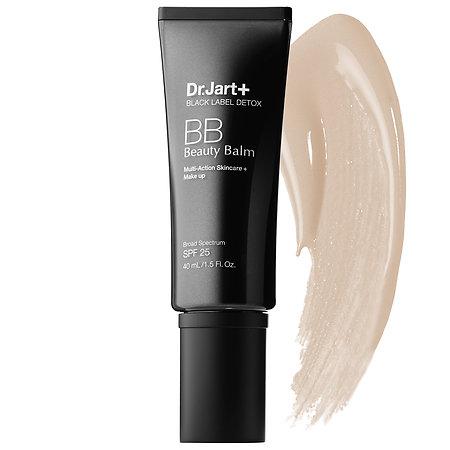 Dr.Jart+
BLACK LABEL DETOX
BB
Beauty Balm
Multi-Action Skincare +
Make up
Broad Spectrum
SPF 25
40 mL/1.5 Fl. Oz.